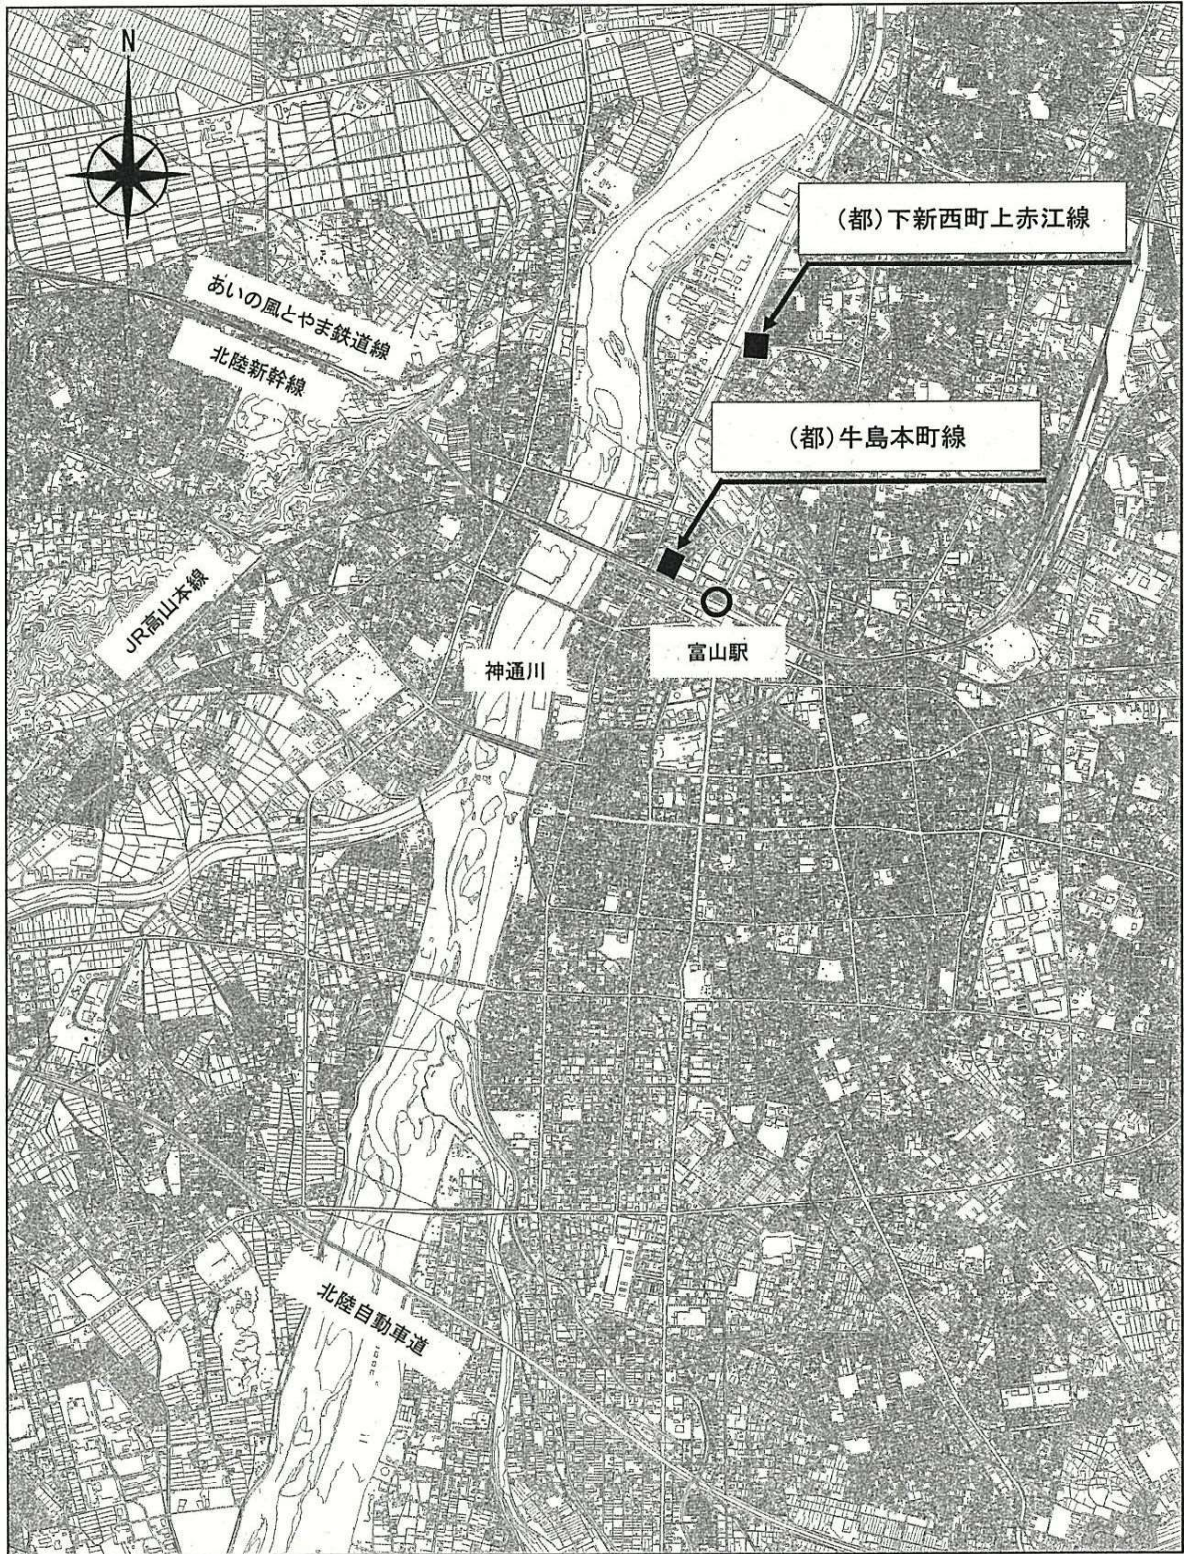 N
(都)下新西町上赤江線
あいの風とやま鉄道線
北陸新幹線
(都)牛島本町線
JR高山本線
神通川
富山駅
北陸自動車道